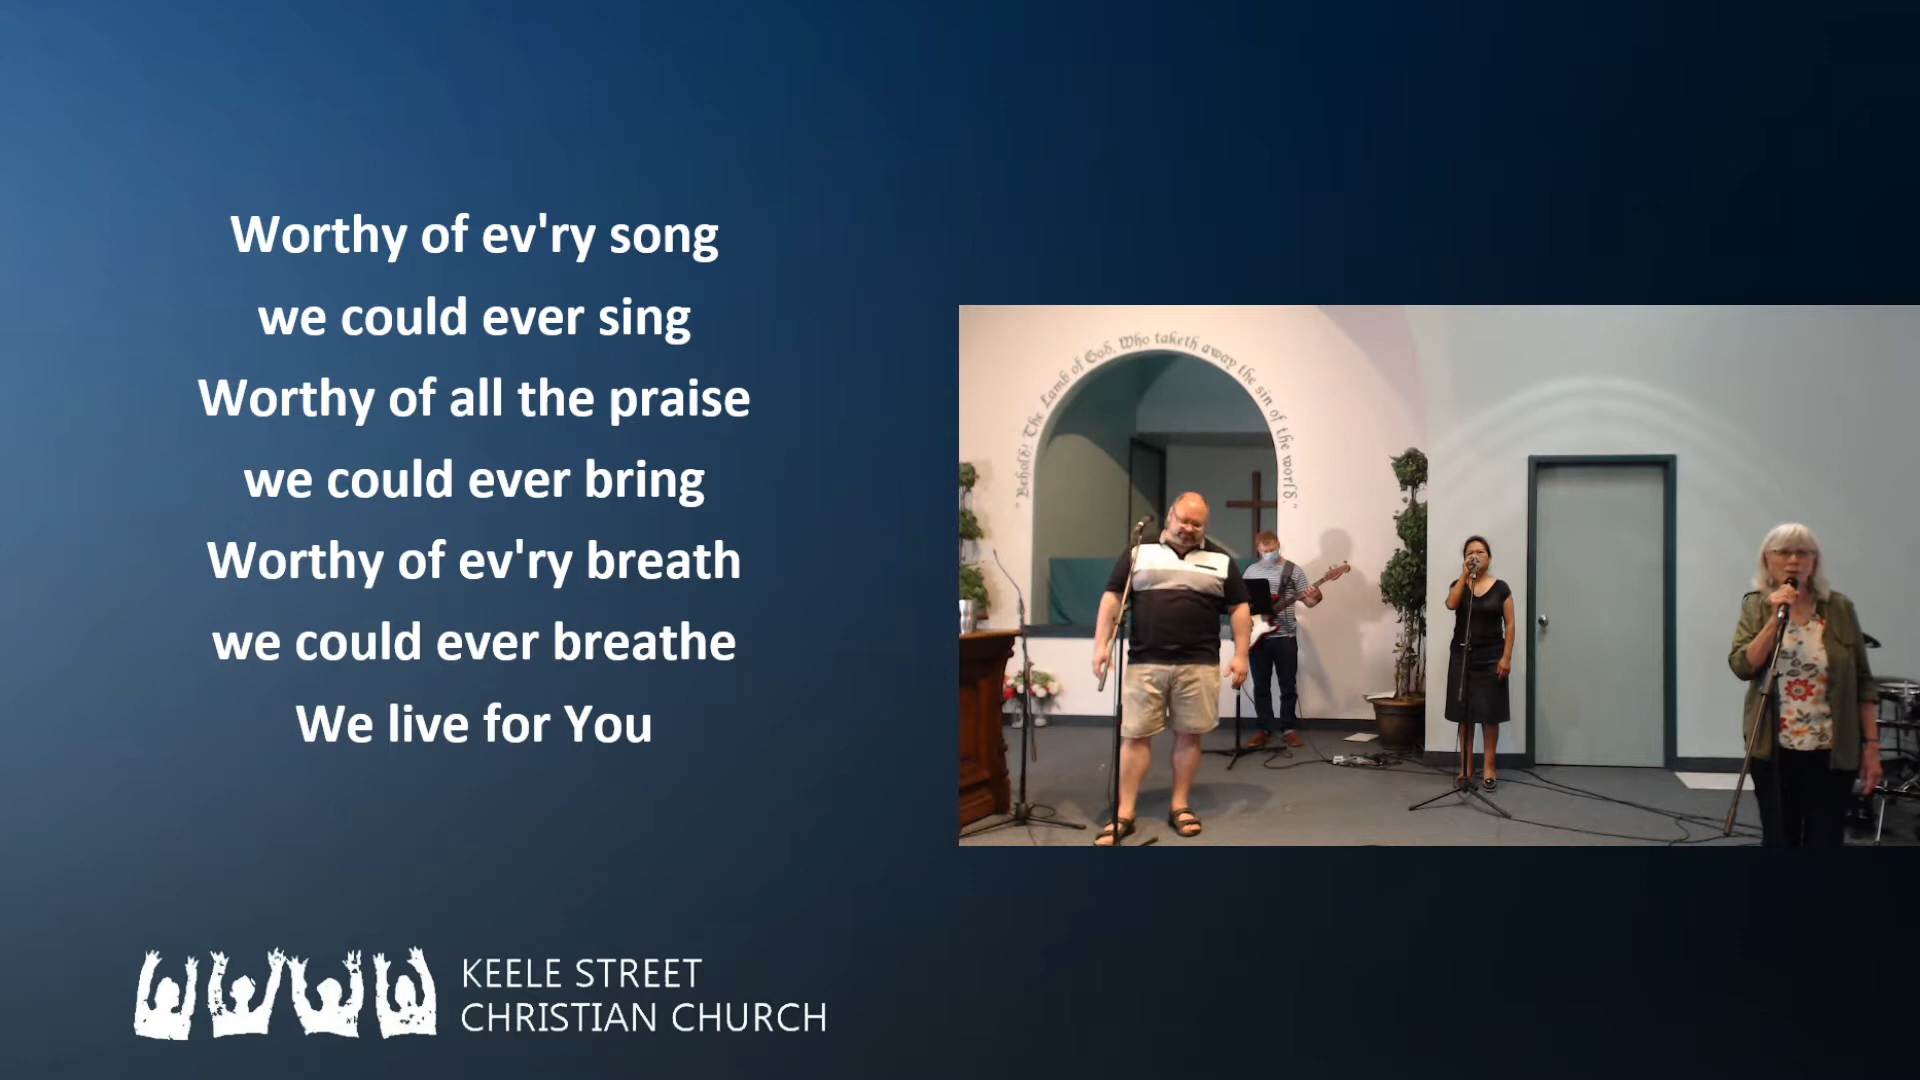 Worthy of ev'ry song
we could ever sing
Worthy of all the praise
we could ever bring
Worthy of ev'ry breath
we could ever breathe
We live for You
"Behold! The Lamb of God, Who taketh away the sin of the world."
KEELE STREET
CHRISTIAN CHURCH